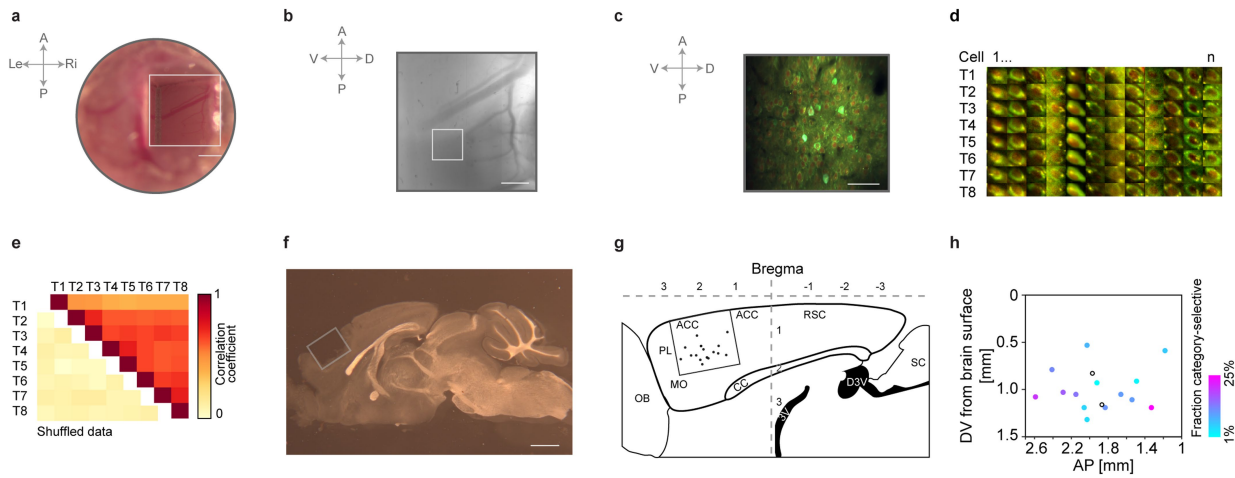 a
A
Le
Ri
P
b
A
V
D
P
c
A
V
D
P
d
Cell 1... n
T1
T2
T3
T4
T5
T6
T7
T8
e
T1 T2 T3 T4 T5 T6 T7 T8
T1
T2
T3
T4
T5
T6
T7
T8
Shuffled data
1
0
Correlation
coefficient
f
g
Bregma
3 2 1 -1 -2 -3
ACC
ACC
RSC
PL
1
MO
2
CC
D3V
SC
OB
3
h
0
0.5
1.0
1.5
DV from brain surface
[mm]
2.6 2.2 1.8 1.4 1
AP [mm]
Fraction category-selective
25%
1%